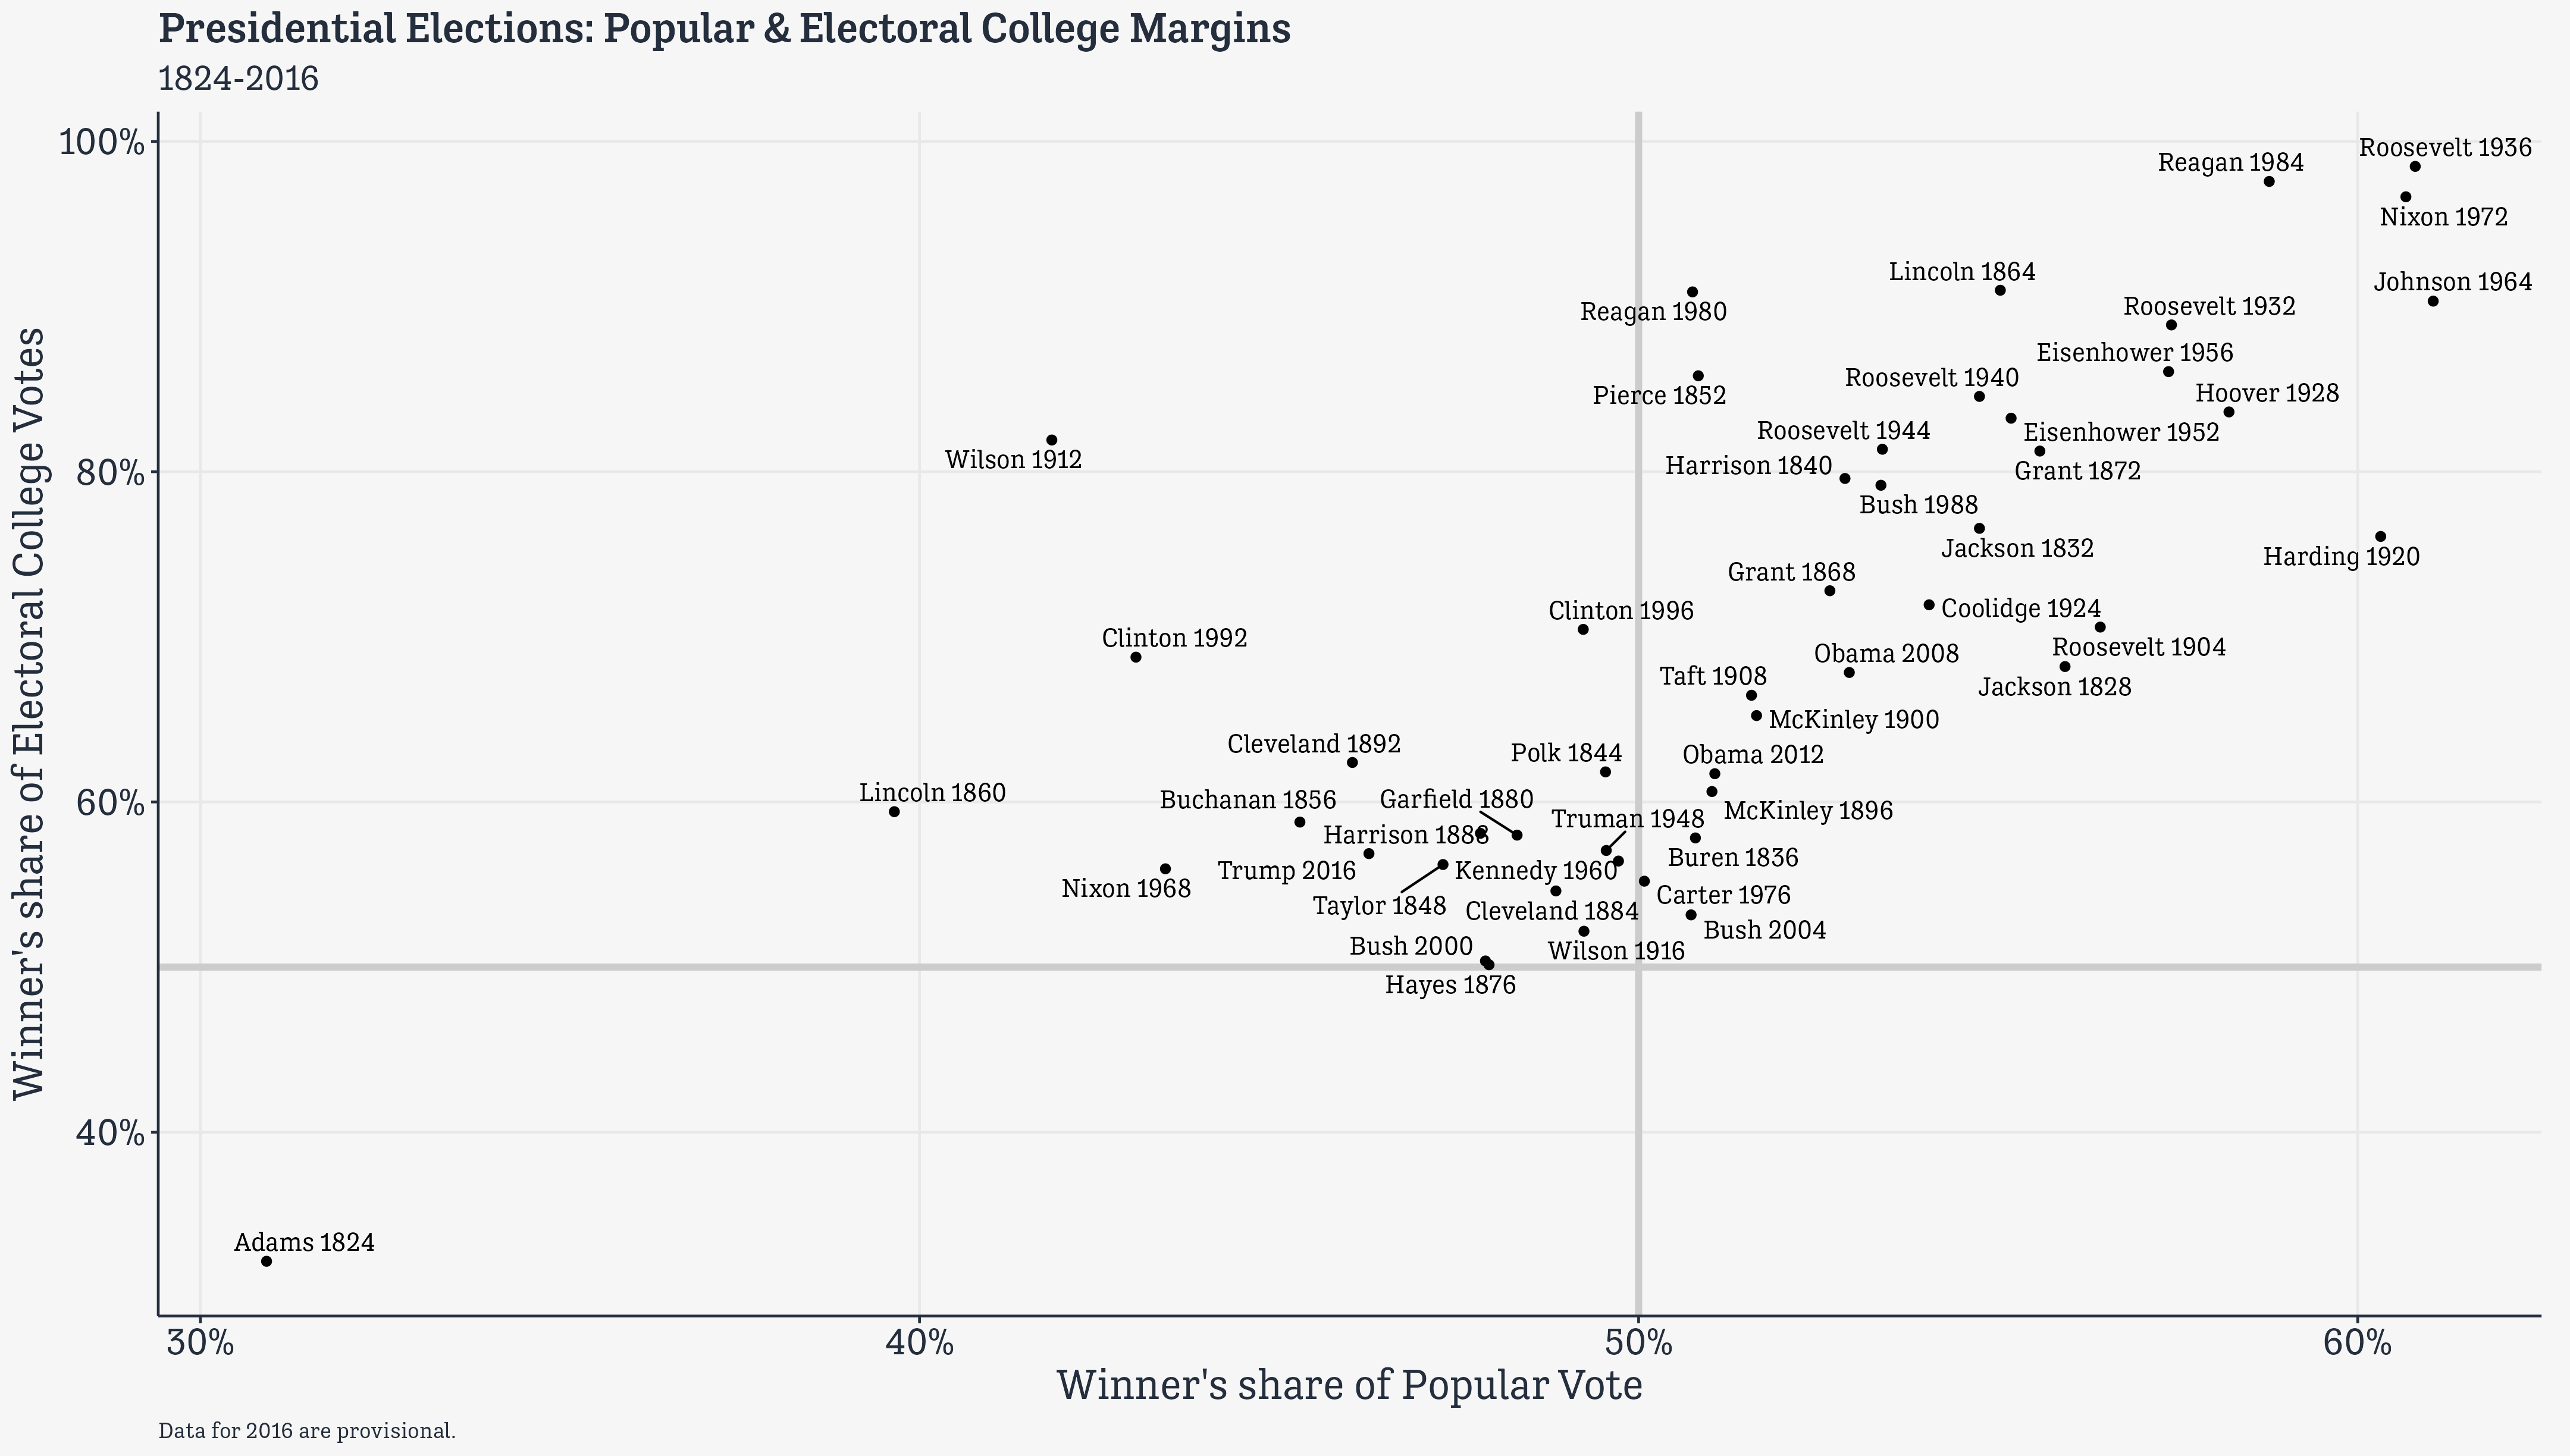 Presidential Elections: Popular & Electoral College Margins
1824-2016
Winner's share of Electoral College Votes
100%
80%
60%
40%
Roosevelt 1936
Reagan 1984
Nixon 1972
Lincoln 1864
Johnson 1964
Reagan 1980
Roosevelt 1932
Eisenhower 1956
Roosevelt 1940
Pierce 1852
Hoover 1928
Roosevelt 1944
Eisenhower 1952
Wilson 1912
Harrison 1840
Grant 1872
Bush 1988
Jackson 1832
Harding 1920
Grant 1868
Clinton 1996
Coolidge 1924
Clinton 1992
Roosevelt 1904
Obama 2008
Taft 1908
Jackson 1828
McKinley 1900
Cleveland 1892
Polk 1844
Obama 2012
Lincoln 1860
Buchanan 1856
Garfield 1880
McKinley 1896
Truman 1948
Harrison 1888
Buren 1836
Trump 2016
Kennedy 1960
Nixon 1968
Carter 1976
Taylor 1848
Cleveland 1884
Bush 2004
Bush 2000
Wilson 1916
Hayes 1876
Adams 1824
30%
40%
50%
60%
Winner's share of Popular Vote
Data for 2016 are provisional.